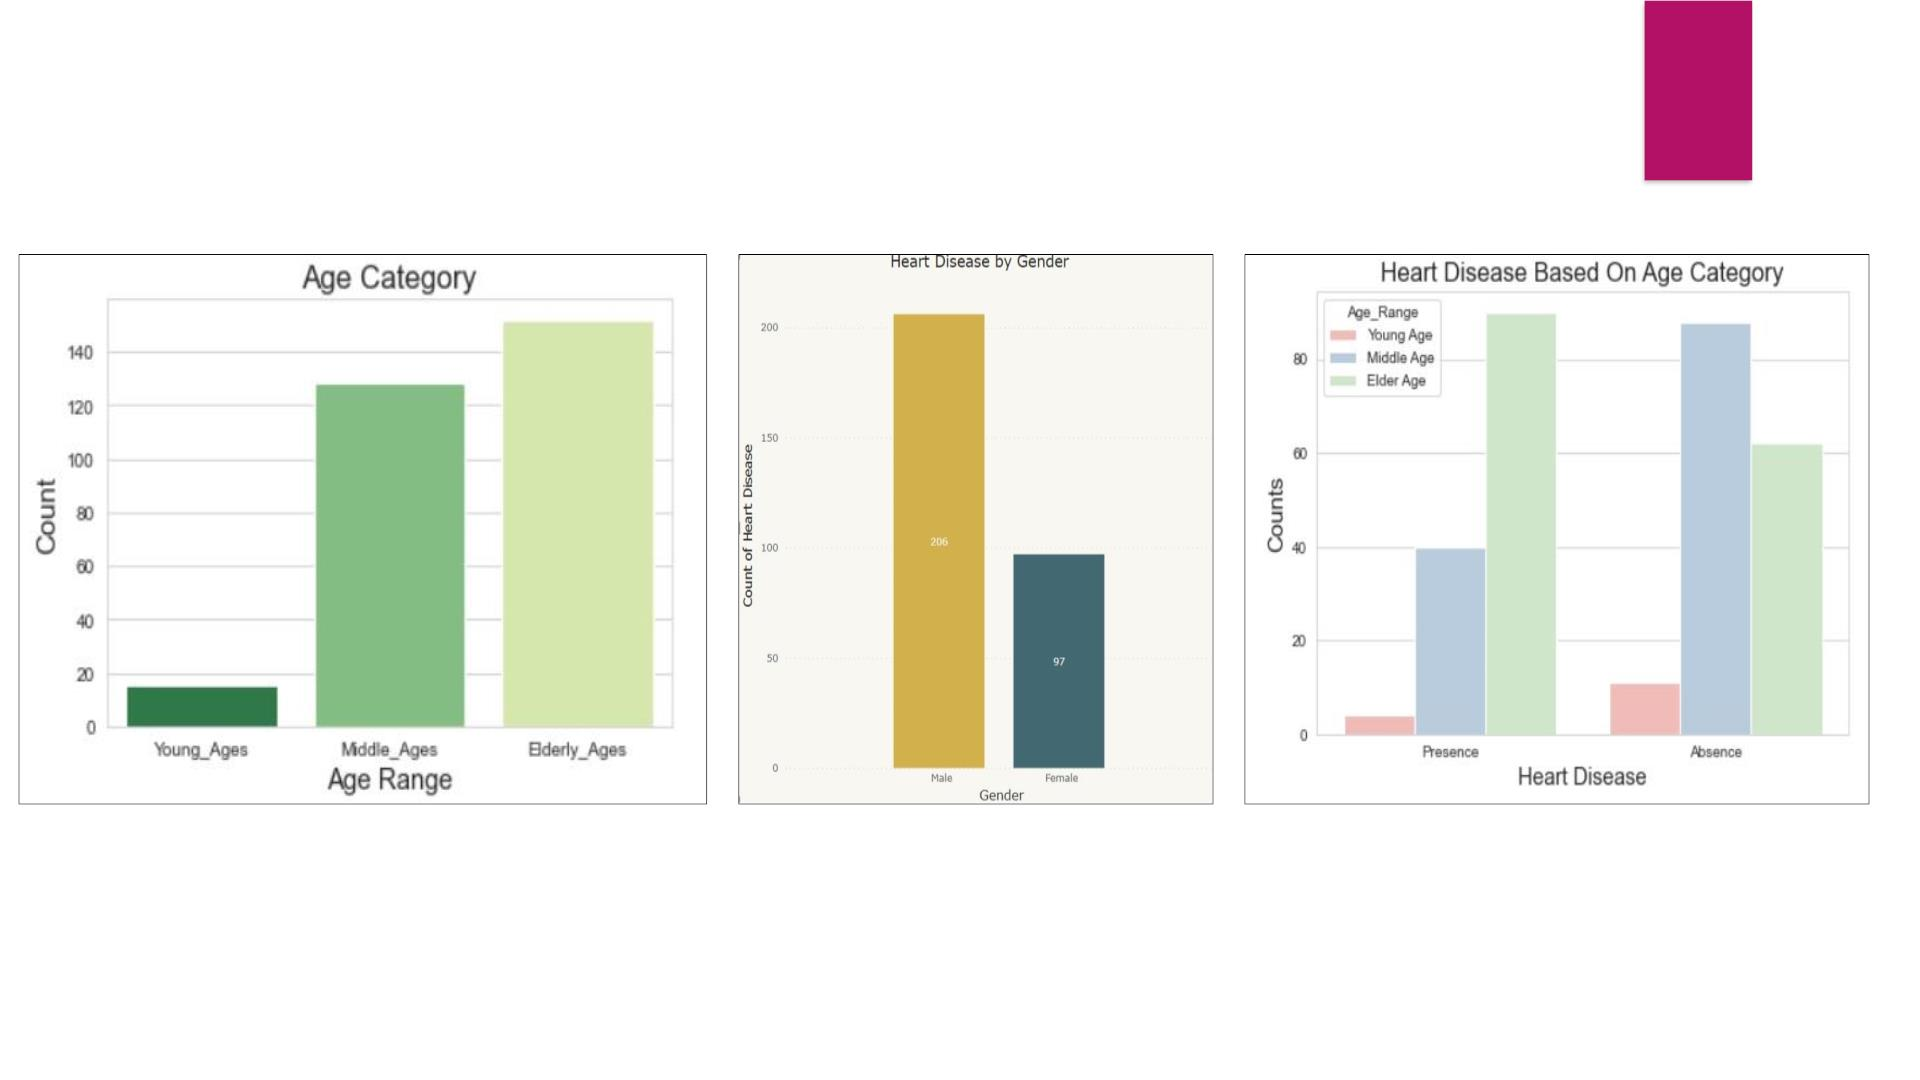 Age Category
140
120
100
80
60
40
20
0
Count
Young_Ages Middle_Ages Elderly_Ages
Age Range
Heart Disease by Gender
200
150
100
50
0
Count of Heart Disease
206
97
Male Female
Gender
Heart Disease Based On Age Category
Age_Range
Young Age
Middle Age
Elder Age
80
60
40
20
0
Counts
Presence Absence
Heart Disease